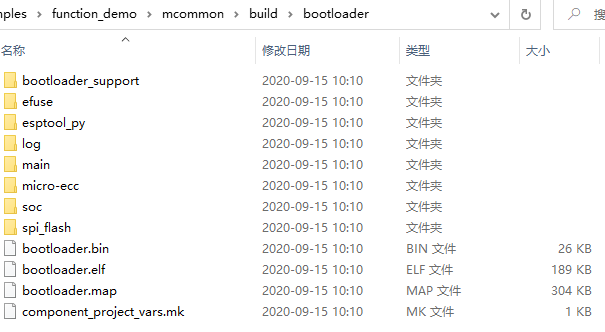 nples › function_demo › mcommon › build › bootloader
搜
名称 修改日期 类型 大小
bootloader_support 2020-09-15 10:10 文件夹
efuse 2020-09-15 10:10 文件夹
esptool_py 2020-09-15 10:10 文件夹
log 2020-09-15 10:10 文件夹
main 2020-09-15 10:10 文件夹
micro-ecc 2020-09-15 10:10 文件夹
soc 2020-09-15 10:10 文件夹
spi_flash 2020-09-15 10:10 文件夹
bootloader.bin 2020-09-15 10:10 BIN 文件 26 KB
bootloader.elf 2020-09-15 10:10 ELF 文件 189 KB
bootloader.map 2020-09-15 10:10 MAP 文件 304 KB
component_project_vars.mk 2020-09-15 10:10 MK 文件 1 KB